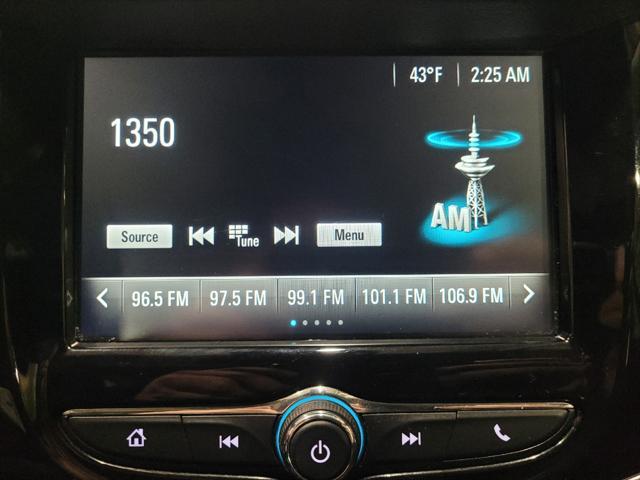 43°F 2:25 AM
1350
AM
Source Tune Menu
96.5 FM 97.5 FM 99.1 FM 101.1 FM 106.9 FM